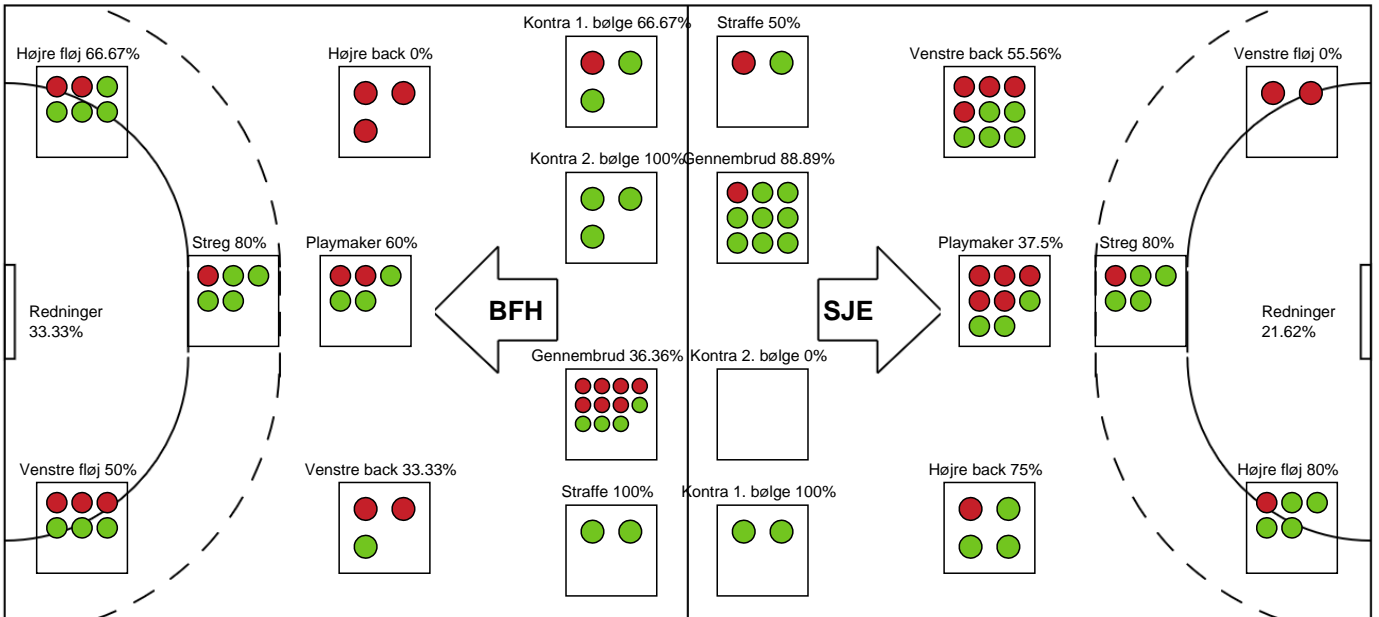 Kontra 1. bølge 66.67%
Straffe 50%
Højre fløj 66.67%
Højre back 0%
Venstre back 55.56%
Venstre fløj 0%
Kontra 2. bølge 100%
Gennembrud 88.89%
Streg 80%
Playmaker 60%
Playmaker 37.5%
Streg 80%
Redninger
33.33%
BFH
SJE
Redninger
21.62%
Gennembrud 36.36%
Kontra 2. bølge 0%
Venstre fløj 50%
Venstre back 33.33%
Højre back 75%
Højre fløj 80%
Straffe 100%
Kontra 1. bølge 100%